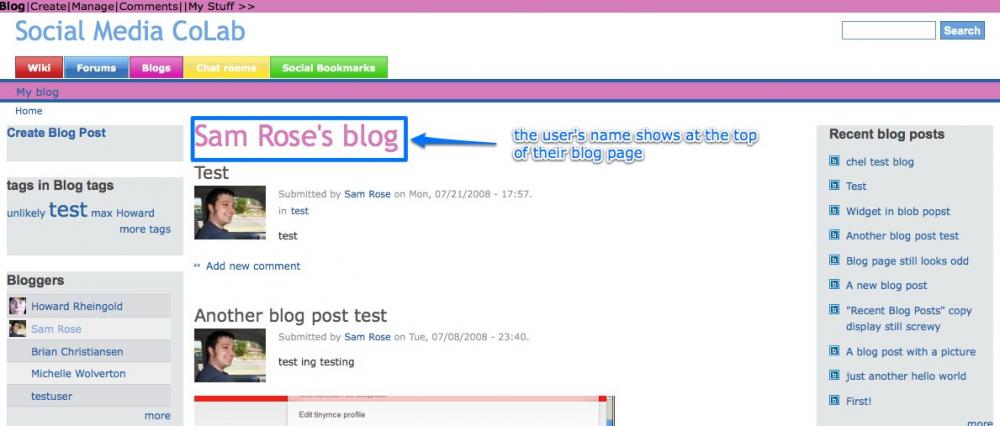 Blog|Create|Manage|Comments||My Stuff >>
Social Media CoLab
Search
Wiki Forums Blogs Chat rooms Social Bookmarks
My blog
Home
Create Blog Post
tags in Blog tags
unlikely test max Howard
more tags
Bloggers
Howard Rheingold
Sam Rose
Brian Christiansen
Michelle Wolverton
testuser
more
Sam Rose's blog
the user's name shows at the top
of their blog page
Test
Submitted by Sam Rose on Mon, 07/21/2008 - 17:57.
in test
test
Add new comment
Another blog post test
Submitted by Sam Rose on Tue, 07/08/2008 - 23:40.
test ing testing
Edit tinymce profile
Recent blog posts
chel test blog
Test
Widget in blob popst
Another blog post test
Blog page still looks odd
A new blog post
"Recent Blog Posts" copy
display still screwy
A blog post with a picture
just another hello world
First!
more